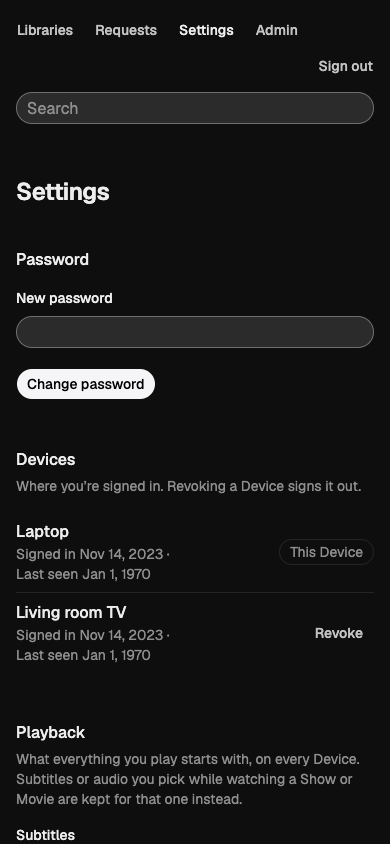 Libraries Requests Settings Admin
Sign out
Search
Settings
Password
New password
Change password
Devices
Where you're signed in. Revoking a Device signs it out.
Laptop
Signed in Nov 14, 2023 ·
Last seen Jan 1, 1970
This Device
Living room TV
Signed in Nov 14, 2023 ·
Last seen Jan 1, 1970
Revoke
Playback
What everything you play starts with, on every Device.
Subtitles or audio you pick while watching a Show or
Movie are kept for that one instead.
Subtitles